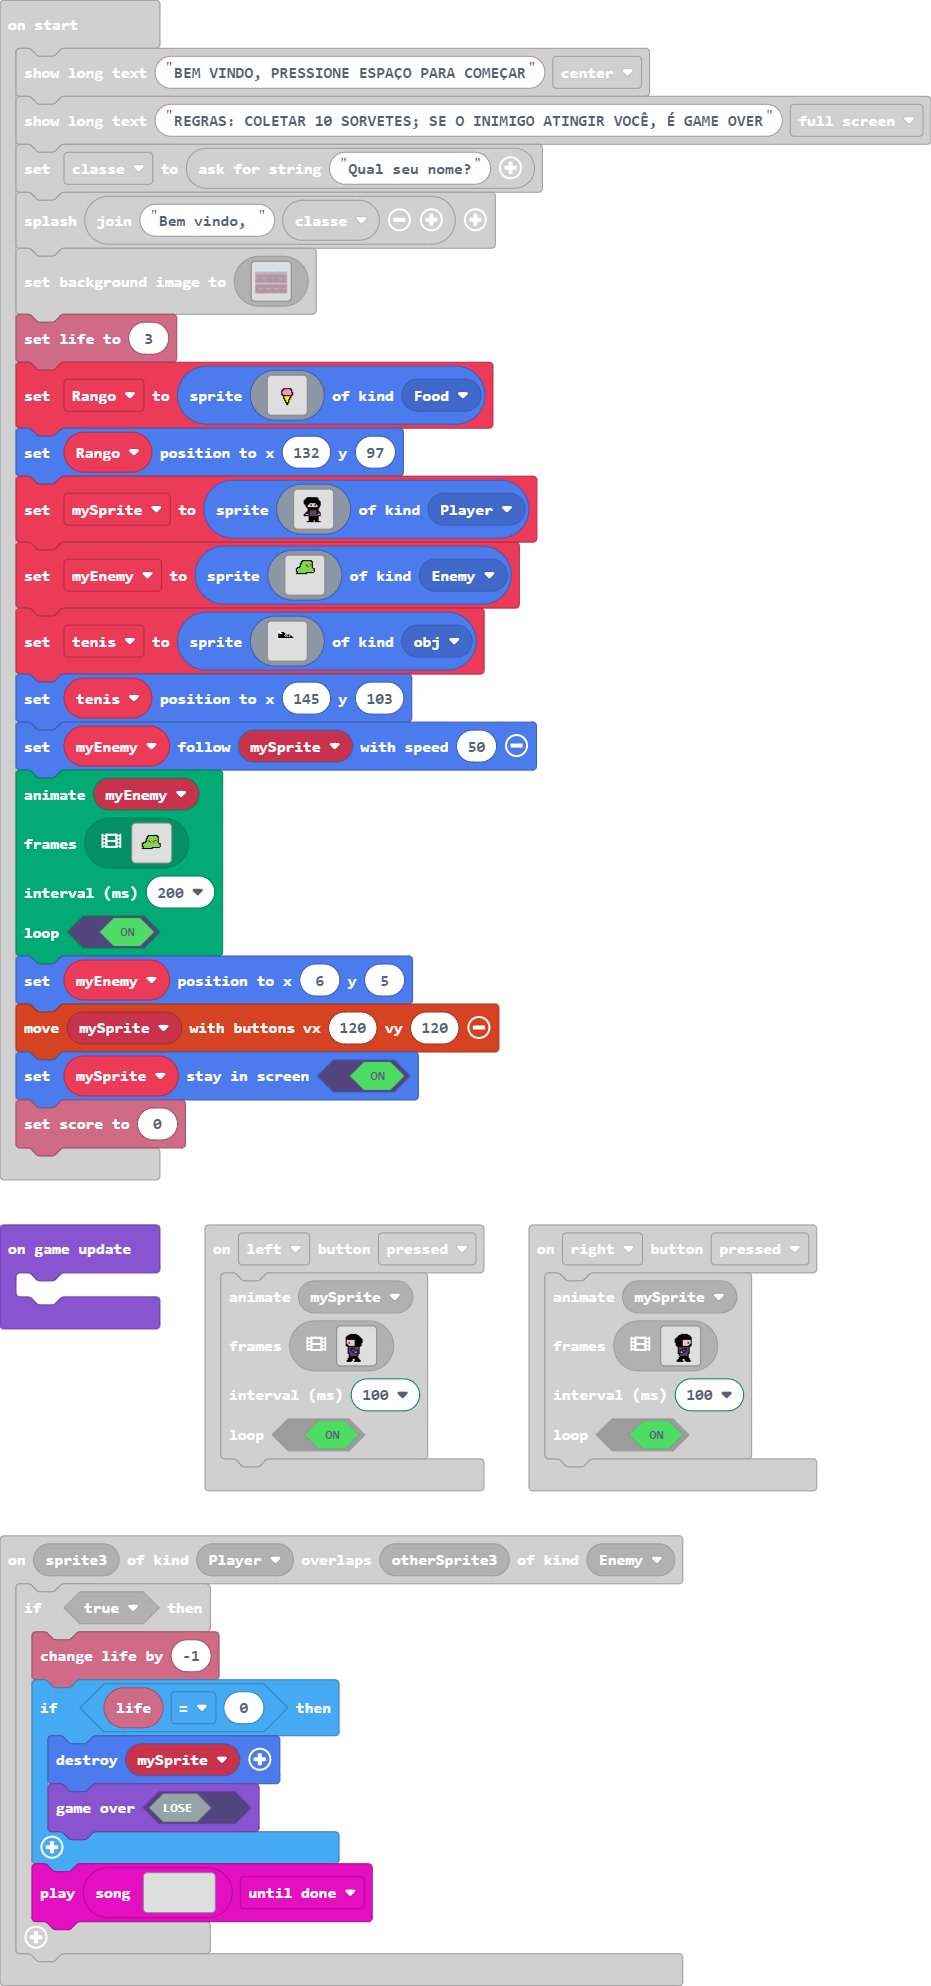 on start
show long text "BEM VINDO, PRESSIONE ESPAÇO PARA COMEÇAR" center
show long text "REGRAS: COLETAR 10 SORVETES; SE O INIMIGO ATINGIR VOCÊ, É GAME OVER" full screen
set classe to ask for string "Qual seu nome?"
splash join "Bem vindo, " classe
set background image to
set life to 3
set Rango to sprite of kind Food
set Rango position to x 132 y 97
set mySprite to sprite of kind Player
set myEnemy to sprite of kind Enemy
set tenis to sprite of kind obj
set tenis position to x 145 y 103
set myEnemy follow mySprite with speed 50
animate myEnemy
frames
interval (ms) 200
loop ON
set myEnemy position to x 6 y 5
move mySprite with buttons vx 120 vy 120
set mySprite stay in screen ON
set score to 0
on game update
on left button pressed
animate mySprite
frames
interval (ms) 100
loop ON
on right button pressed
animate mySprite
frames
interval (ms) 100
loop ON
on sprite3 of kind Player overlaps otherSprite3 of kind Enemy
if true then
change life by -1
if life = 0 then
destroy mySprite
game over LOSE
play song until done